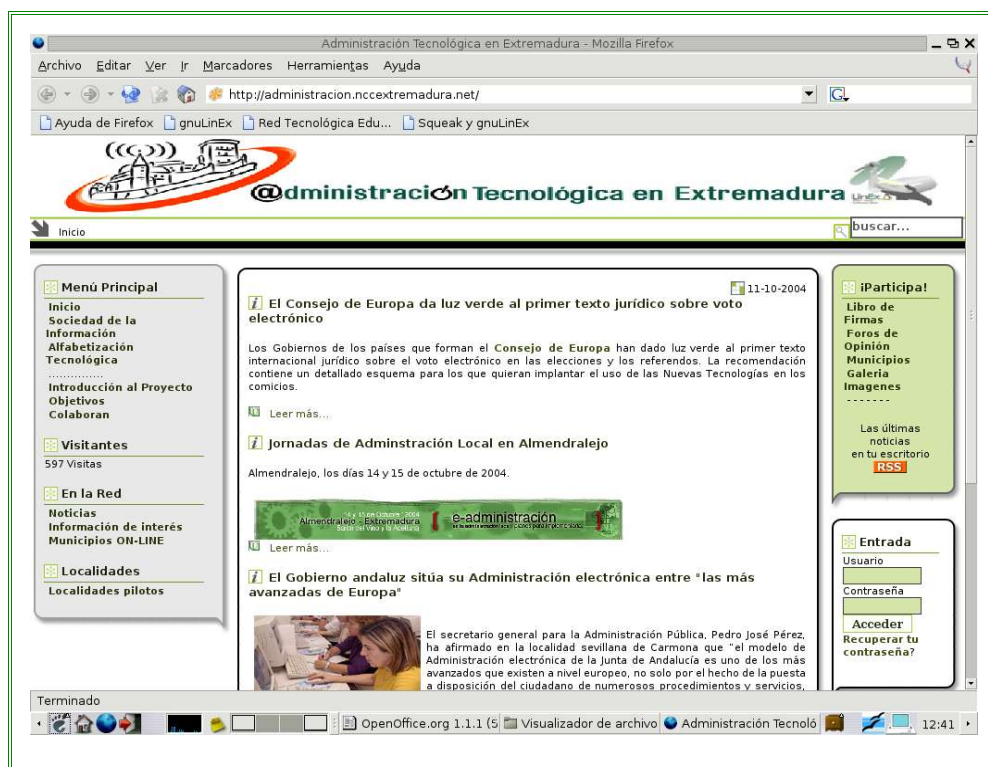 Administración Tecnológica en Extremadura - Mozilla Firefox
Archivo Editar Ver Ir Marcadores Herramientas Ayuda
http://administracion.nccextremadura.net/
G
Ayuda de Firefox gnuLinEx Red Tecnológica Edu... Squeak y gnuLinEx
@dministración Tecnológica en Extremadura
LinEx
Inicio
buscar...
Menú Principal
Inicio
Sociedad de la
Información
Alfabetización
Tecnológica
..............
Introducción al Proyecto
Objetivos
Colaboran
Visitantes
597 Visitas
En la Red
Noticias
Información de interés
Municipios ON-LINE
Localidades
Localidades pilotos
11-10-2004
El Consejo de Europa da luz verde al primer texto jurídico sobre voto
electrónico
Los Gobiernos de los países que forman el Consejo de Europa han dado luz verde al primer texto
internacional jurídico sobre el voto electrónico en las elecciones y los referendos. La recomendación
contiene un detallado esquema para los que quieran implantar el uso de las Nuevas Tecnologías en los
comicios.
Leer más...
Jornadas de Adminstración Local en Almendralejo
Almendralejo, los días 14 y 15 de octubre de 2004.
14 y 15 de Octubre 2004
Almendralejo - Extremadura
e-administración
Leer más...
El Gobierno andaluz sitúa su Administración electrónica entre "las más
avanzadas de Europa"
El secretario general para la Administración Pública, Pedro José Pérez,
ha afirmado en la localidad sevillana de Carmona que "el modelo de
Administración electrónica de la Junta de Andalucía es uno de los más
avanzados que existen a nivel europeo, no solo por el hecho de la puesta
a disposición del ciudadano de numerosos procedimientos y servicios,
¡Participa!
Libro de
Firmas
Foros de
Opinión
Municipios
Galeria
Imagenes
- - - - - - -
Las últimas
noticias
en tu escritorio
RSS
Entrada
Usuario
Contraseña
Acceder
Recuperar tu
contraseña?
Terminado
OpenOffice.org 1.1.1 (5 Visualizador de archivo Administración Tecnoló 12:41